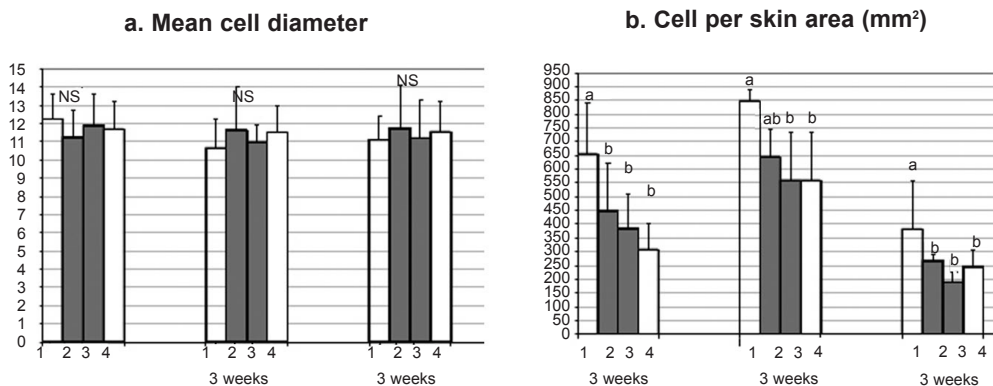 a. Mean cell diameter
15
14
13
12
11
10
9
8
7
6
5
4
3
2
1
0
NS
NS
NS
1 2 3 4
1 2 3 4
1 2 3 4
3 weeks
3 weeks
b. Cell per skin area (mm²)
950
900
850
800
750
700
650
600
550
500
450
400
350
300
250
200
150
100
50
0
a
b
b
b
a
ab
b
b
a
b
b
b
1 2 3 4
1 2 3 4
1 2 3 4
3 weeks
3 weeks
3 weeks